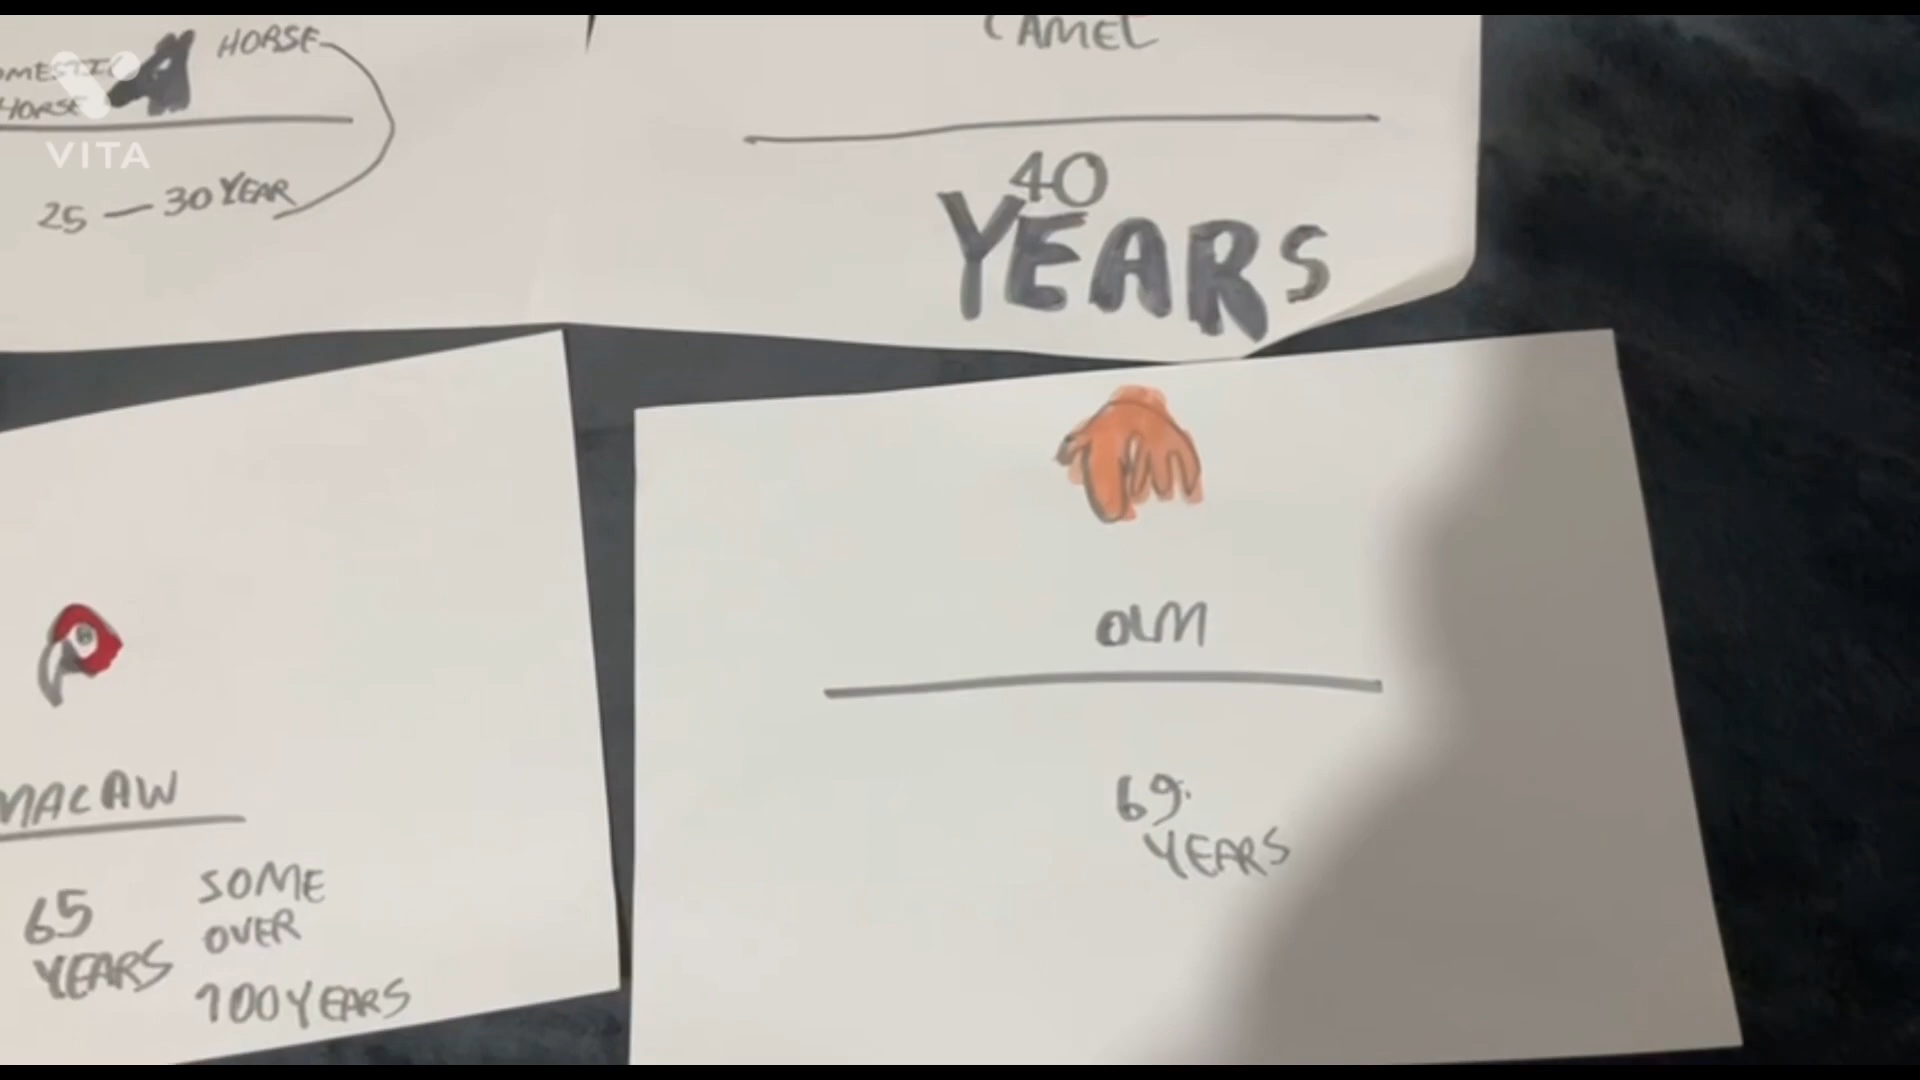 HORSE
OMESTIC
HORSE
25 — 30 YEAR
CAMEL
40
YEARS
VITA
MACAW
65
YEARS
SOME
OVER
100 YEARS
OLM
69.
YEARS